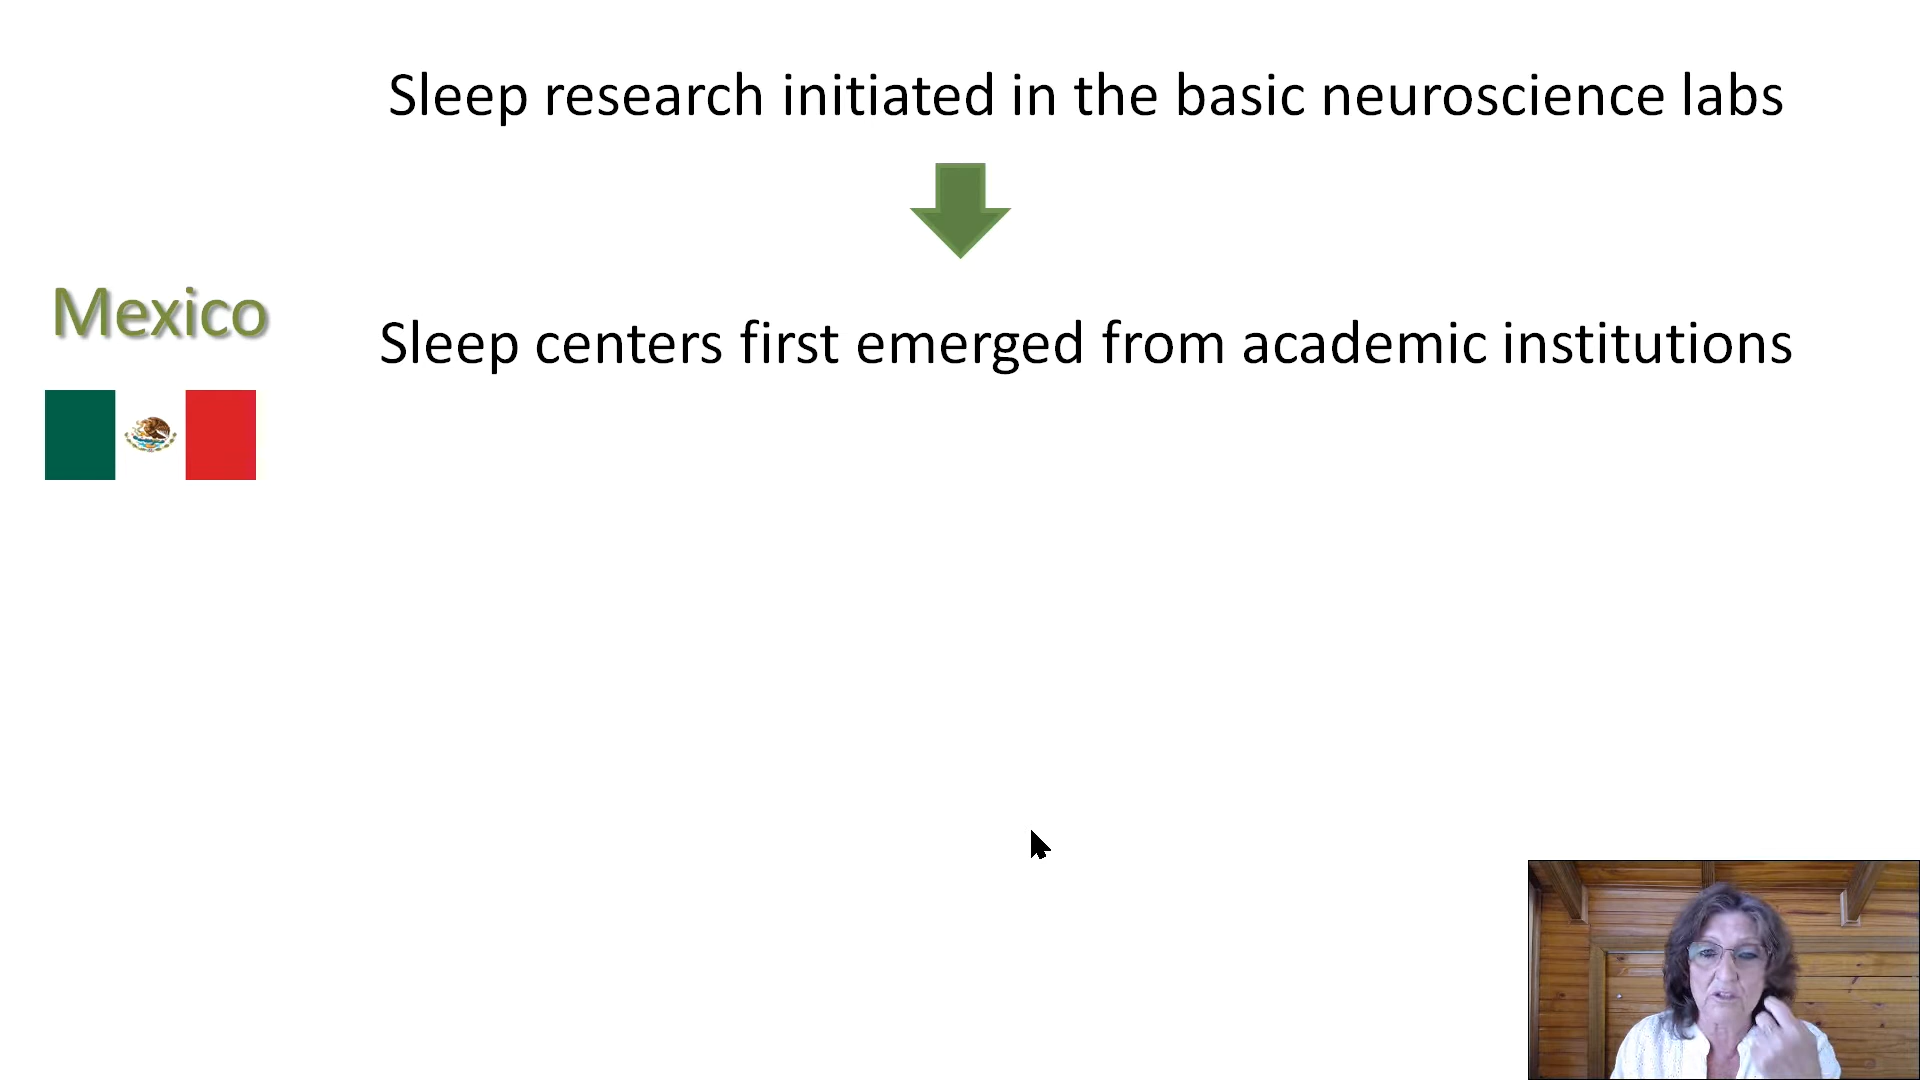 Sleep research initiated in the basic neuroscience labs
Mexico
Sleep centers first emerged from academic institutions